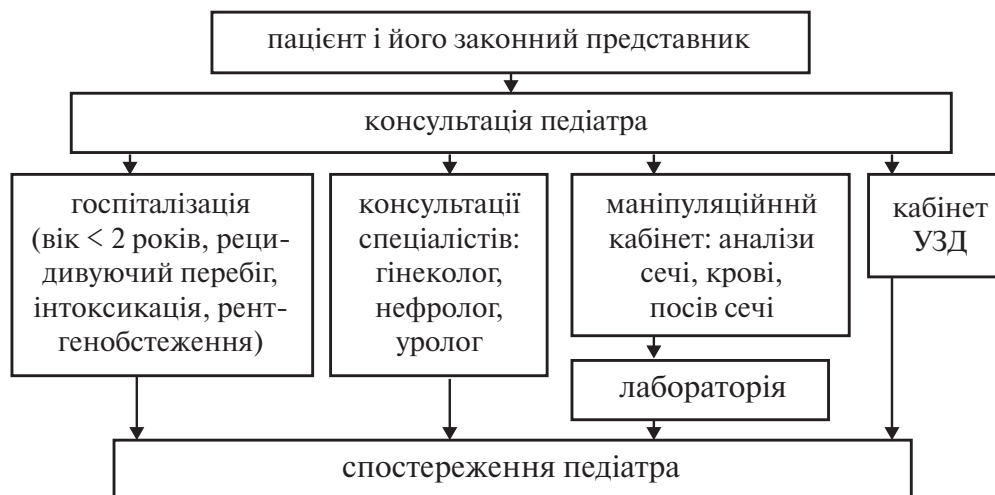 пацієнт і його законний представник
консультація педіатра
госпіталізація
(вік < 2 років, реци-
дивуючий перебіг,
інтоксикація, рент-
генобстеження)
консультації
спеціалістів:
гінеколог,
нефролог,
уролог
маніпуляційннй
кабінет: аналізи
сечі, крові,
посів сечі
лабораторія
кабінет
УЗД
спостереження педіатра